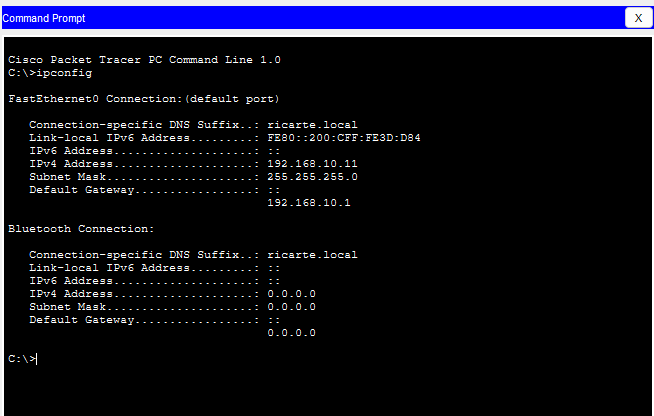 Command Prompt
X
Cisco Packet Tracer PC Command Line 1.0
C:\>ipconfig
FastEthernet0 Connection:(default port)
Connection-specific DNS Suffix..: ricarte.local
Link-local IPv6 Address.........: FE80::200:CFF:FE3D:D84
IPv6 Address....................: ::
IPv4 Address....................: 192.168.10.11
Subnet Mask.....................: 255.255.255.0
Default Gateway.................: ::
192.168.10.1
Bluetooth Connection:
Connection-specific DNS Suffix..: ricarte.local
Link-local IPv6 Address.........: ::
IPv6 Address....................: ::
IPv4 Address....................: 0.0.0.0
Subnet Mask.....................: 0.0.0.0
Default Gateway.................: ::
0.0.0.0
C:\>